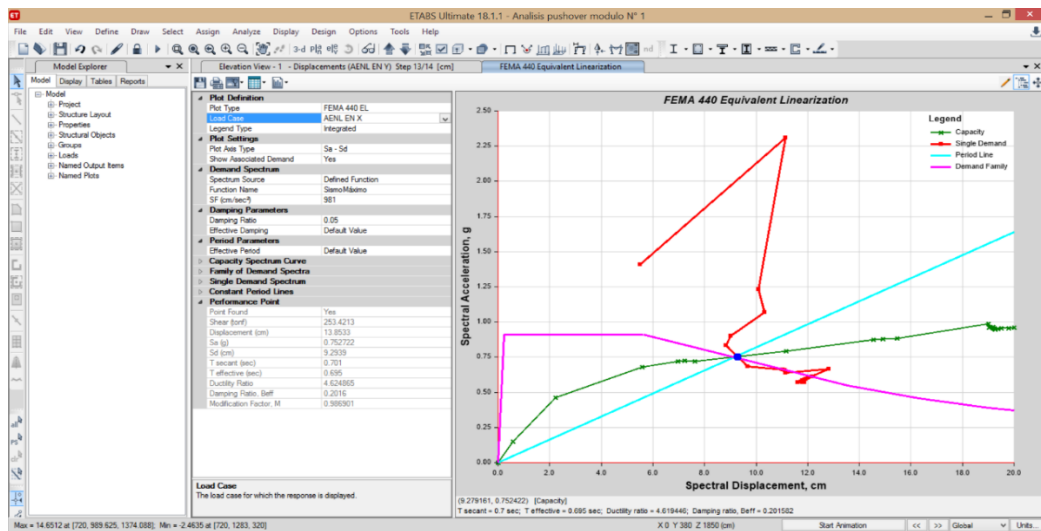 ETABS Ultimate 18.1.1 - Analisis pushover modulo N° 1
File Edit View Define Draw Select Assign Analyze Display Design Options Tools Help
Model Explorer
Elevation View - 1 - Displacements (AENL EN Y) Step 13/14 [cm]
FEMA 440 Equivalent Linearization
Model Display Tables Reports
Model
Project
Structure Layout
Properties
Structural Objects
Groups
Loads
Named Output Items
Named Plots
Plot Definition
Plot Type FEMA 440 EL
Load Case AENL EN X
Legend Type Integrated
Plot Settings
Plot Axis Type Sa - Sd
Show Associated Demand Yes
Demand Spectrum
Spectrum Source Defined Function
Function Name SismoMáximo
SF (cm/sec²) 981
Damping Parameters
Damping Ratio 0.05
Effective Damping Default Value
Period Parameters
Effective Period Default Value
Capacity Spectrum Curve
Family of Demand Spectra
Single Demand Spectrum
Constant Period Lines
Performance Point
Point Found Yes
Shear (tonf) 253.4213
Displacement (cm) 13.8533
Sa (g) 0.752722
Sd (cm) 9.2939
T secant (sec) 0.701
T effective (sec) 0.695
Ductility Ratio 4.624865
Damping Ratio, Beff 0.2016
Modification Factor, M 0.986901
Load Case
The load case for which the response is displayed.
FEMA 440 Equivalent Linearization
Legend
Capacity
Single Demand
Period Line
Demand Family
Spectral Acceleration, g
2.50
2.25
2.00
1.75
1.50
1.25
1.00
0.75
0.50
0.25
0.00
0.0 2.0 4.0 6.0 8.0 10.0 12.0 14.0 16.0 18.0 20.0
Spectral Displacement, cm
(9.279161, 0.752422) [Capacity]
T secant = 0.7 sec; T effective = 0.695 sec; Ductility ratio = 4.619446; Damping ratio, Beff = 0.201502
Max = 14.6512 at [720, 989.625, 1374.088]; Min = -2.4635 at [720, 1283, 320]
X 0 Y 380 Z 1850 (cm)
Start Animation << >> Global Units...